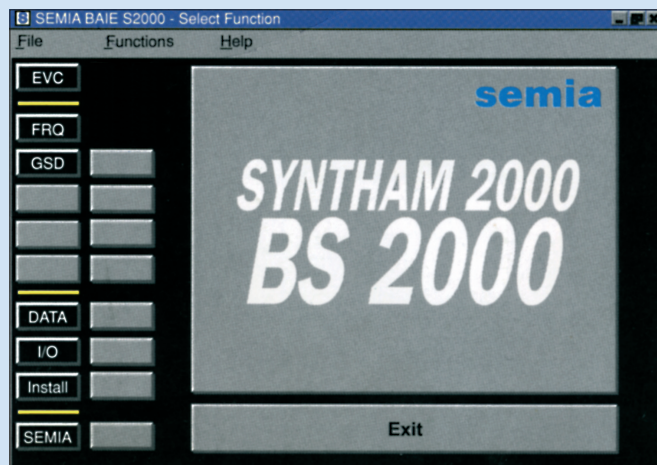 SEMIA BAIE S2000 - Select Function
File Functions Help
EVC
FRQ
GSD
DATA
I/O
Install
SEMIA
semia
SYNTHAM 2000
BS 2000
Exit